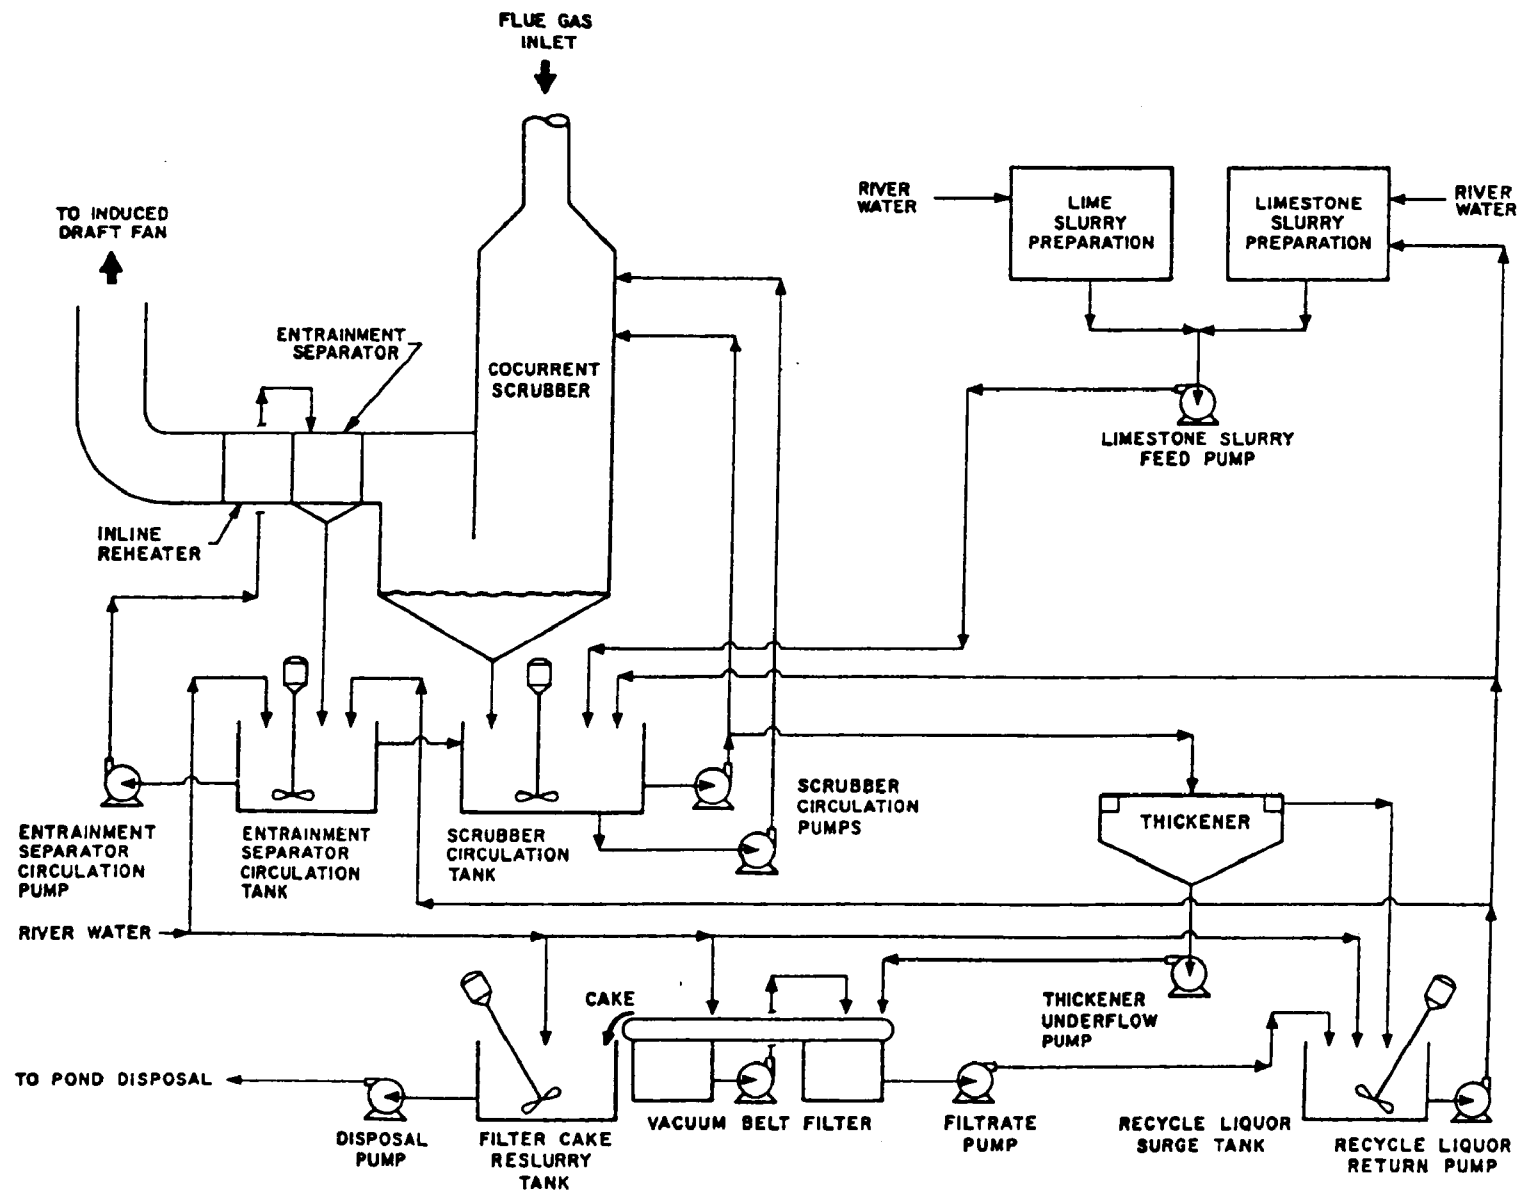 FLUE GAS
INLET
TO INDUCED
DRAFT FAN
RIVER
WATER
LIME
SLURRY
PREPARATION
LIMESTONE
SLURRY
PREPARATION
RIVER
WATER
ENTRAINMENT
SEPARATOR
COCURRENT
SCRUBBER
LIMESTONE SLURRY
FEED PUMP
INLINE
REHEATER
SCRUBBER
CIRCULATION
PUMPS
THICKENER
ENTRAINMENT
SEPARATOR
CIRCULATION
PUMP
ENTRAINMENT
SEPARATOR
CIRCULATION
TANK
SCRUBBER
CIRCULATION
TANK
RIVER WATER
CAKE
THICKENER
UNDERFLOW
PUMP
TO POND DISPOSAL
DISPOSAL
PUMP
FILTER CAKE
RESLURRY
TANK
VACUUM BELT FILTER
FILTRATE
PUMP
RECYCLE LIQUOR
SURGE TANK
RECYCLE LIQUOR
RETURN PUMP